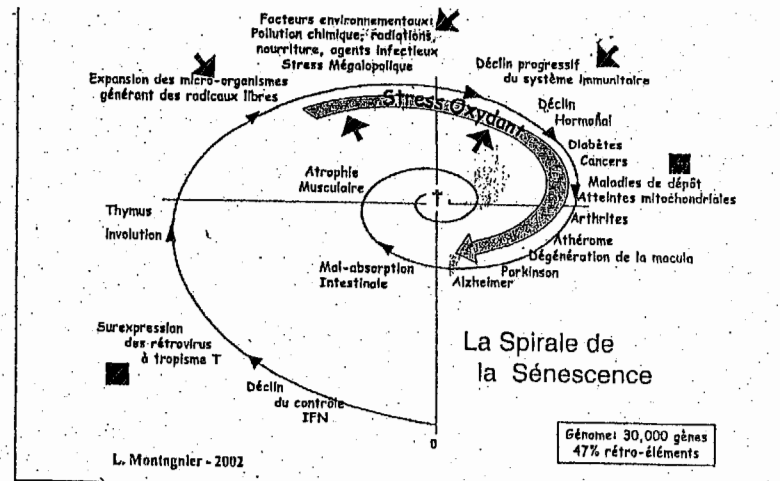 Facteurs environnementaux:
Pollution chimique, radiations,
nourriture, agents infectieux
Stress Mégalopolique
Expansion des micro-organismes
générant des radicaux libres
Déclin progressif
du système immunitaire
Stress Oxydant
Déclin
Hormonal
Diabètes
Cancers
Maladies de dépôt
Atteintes mitochondriales
Arthrites
Athérome
Dégénération de la macula
Parkinson
Alzheimer
Atrophie
Musculaire
Thymus
Involution
Mal-absorption
Intestinale
Surexpression
des rétrovirus
à tropisme T
Déclin
du contrôle
IFN
0
La Spirale de
la Sénescence
Génome: 30,000 gènes
47% rétro-éléments
L. Montagnier - 2002